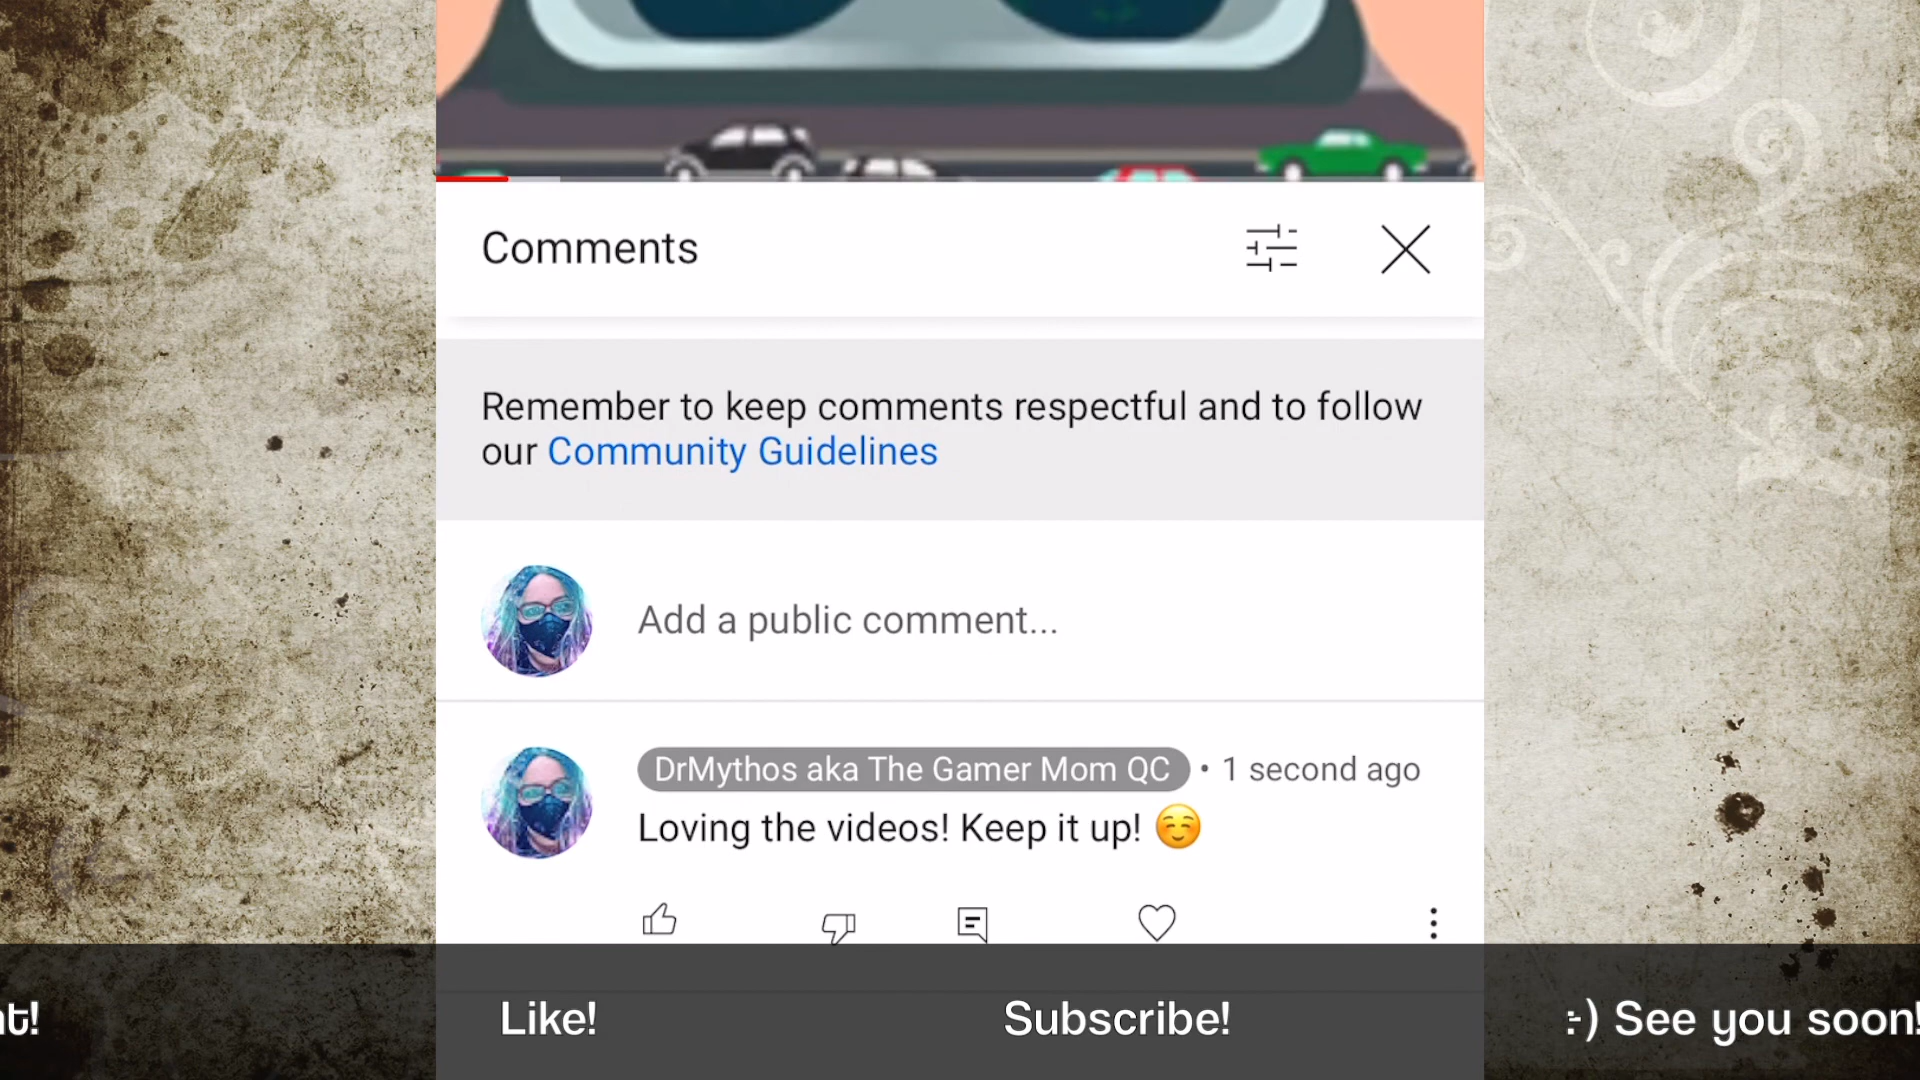 Comments
Remember to keep comments respectful and to follow
our Community Guidelines
Add a public comment...
DrMythos aka The Gamer Mom QC • 1 second ago
Loving the videos! Keep it up! ☺️
Like! Subscribe! :-) See you soon!